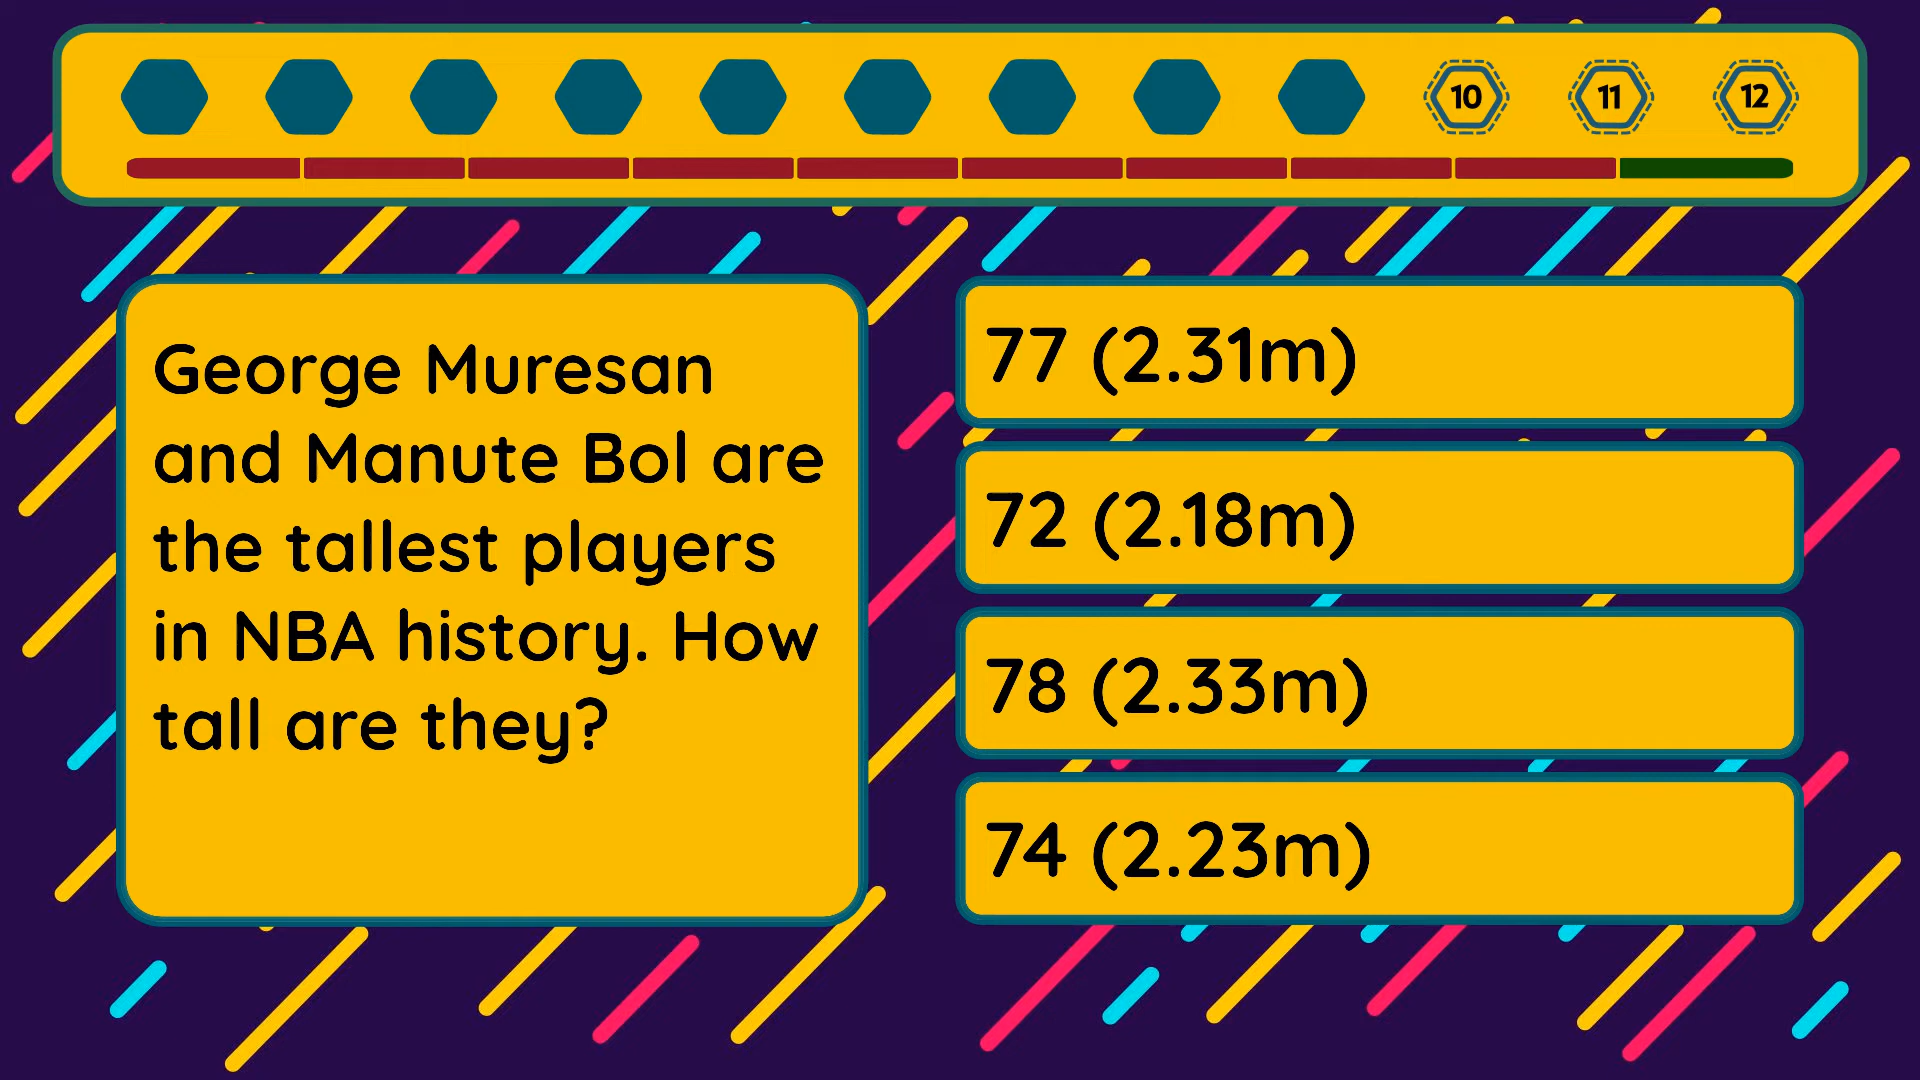 10 11 12
George Muresan
and Manute Bol are
the tallest players
in NBA history. How
tall are they?
77 (2.31m)
72 (2.18m)
78 (2.33m)
74 (2.23m)